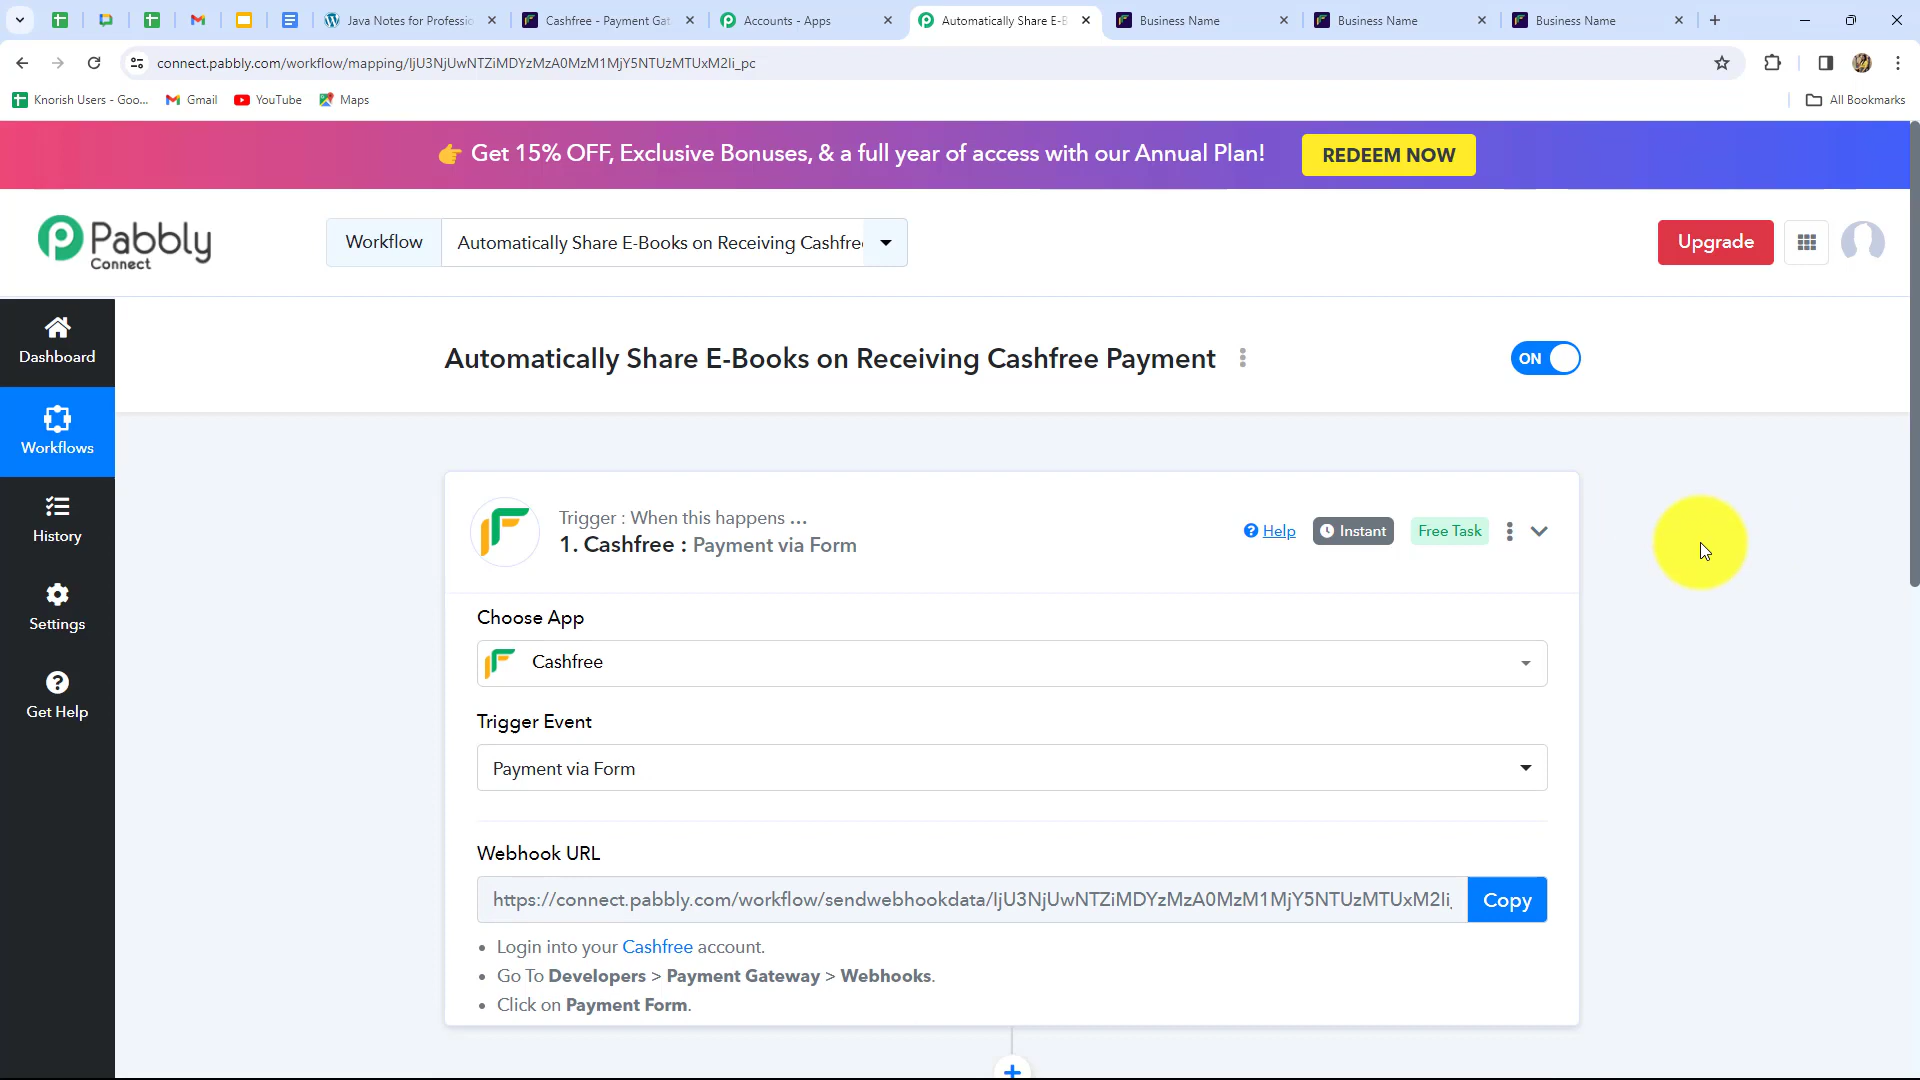 Java Notes for Professio
Cashfree - Payment Gat
Accounts - Apps
Automatically Share E-B
Business Name
Business Name
Business Name
connect.pabbly.com/workflow/mapping/IjU3NjUwNTZiMDYzMzA0MzM1MjY5NTUzMTUxM2Ii_pc
Knorish Users - Goo...
Gmail
YouTube
Maps
All Bookmarks
👉 Get 15% OFF, Exclusive Bonuses, & a full year of access with our Annual Plan!
REDEEM NOW
Pabbly
Connect
Workflow
Automatically Share E-Books on Receiving Cashfre
Upgrade
Dashboard
Workflows
History
Settings
Get Help
Automatically Share E-Books on Receiving Cashfree Payment
ON
Trigger : When this happens ...
1. Cashfree : Payment via Form
Help
Instant
Free Task
Choose App
Cashfree
Trigger Event
Payment via Form
Webhook URL
https://connect.pabbly.com/workflow/sendwebhookdata/IjU3NjUwNTZiMDYzMzA0MzM1MjY5NTUzMTUxM2Ii_
Copy
• Login into your Cashfree account.
• Go To Developers > Payment Gateway > Webhooks.
• Click on Payment Form.